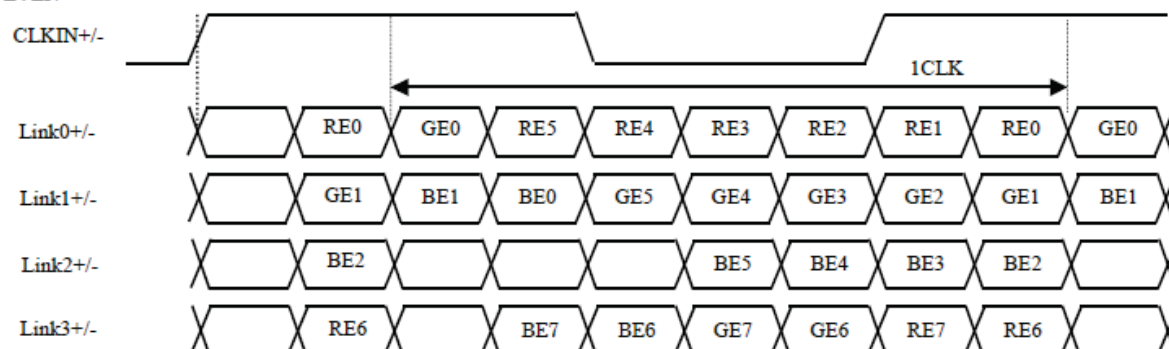 CLKIN+/-
1CLK
Link0+/- RE0 GE0 RE5 RE4 RE3 RE2 RE1 RE0 GE0
Link1+/- GE1 BE1 BE0 GE5 GE4 GE3 GE2 GE1 BE1
Link2+/- BE2 BE5 BE4 BE3 BE2
Link3+/- RE6 BE7 BE6 GE7 GE6 RE7 RE6